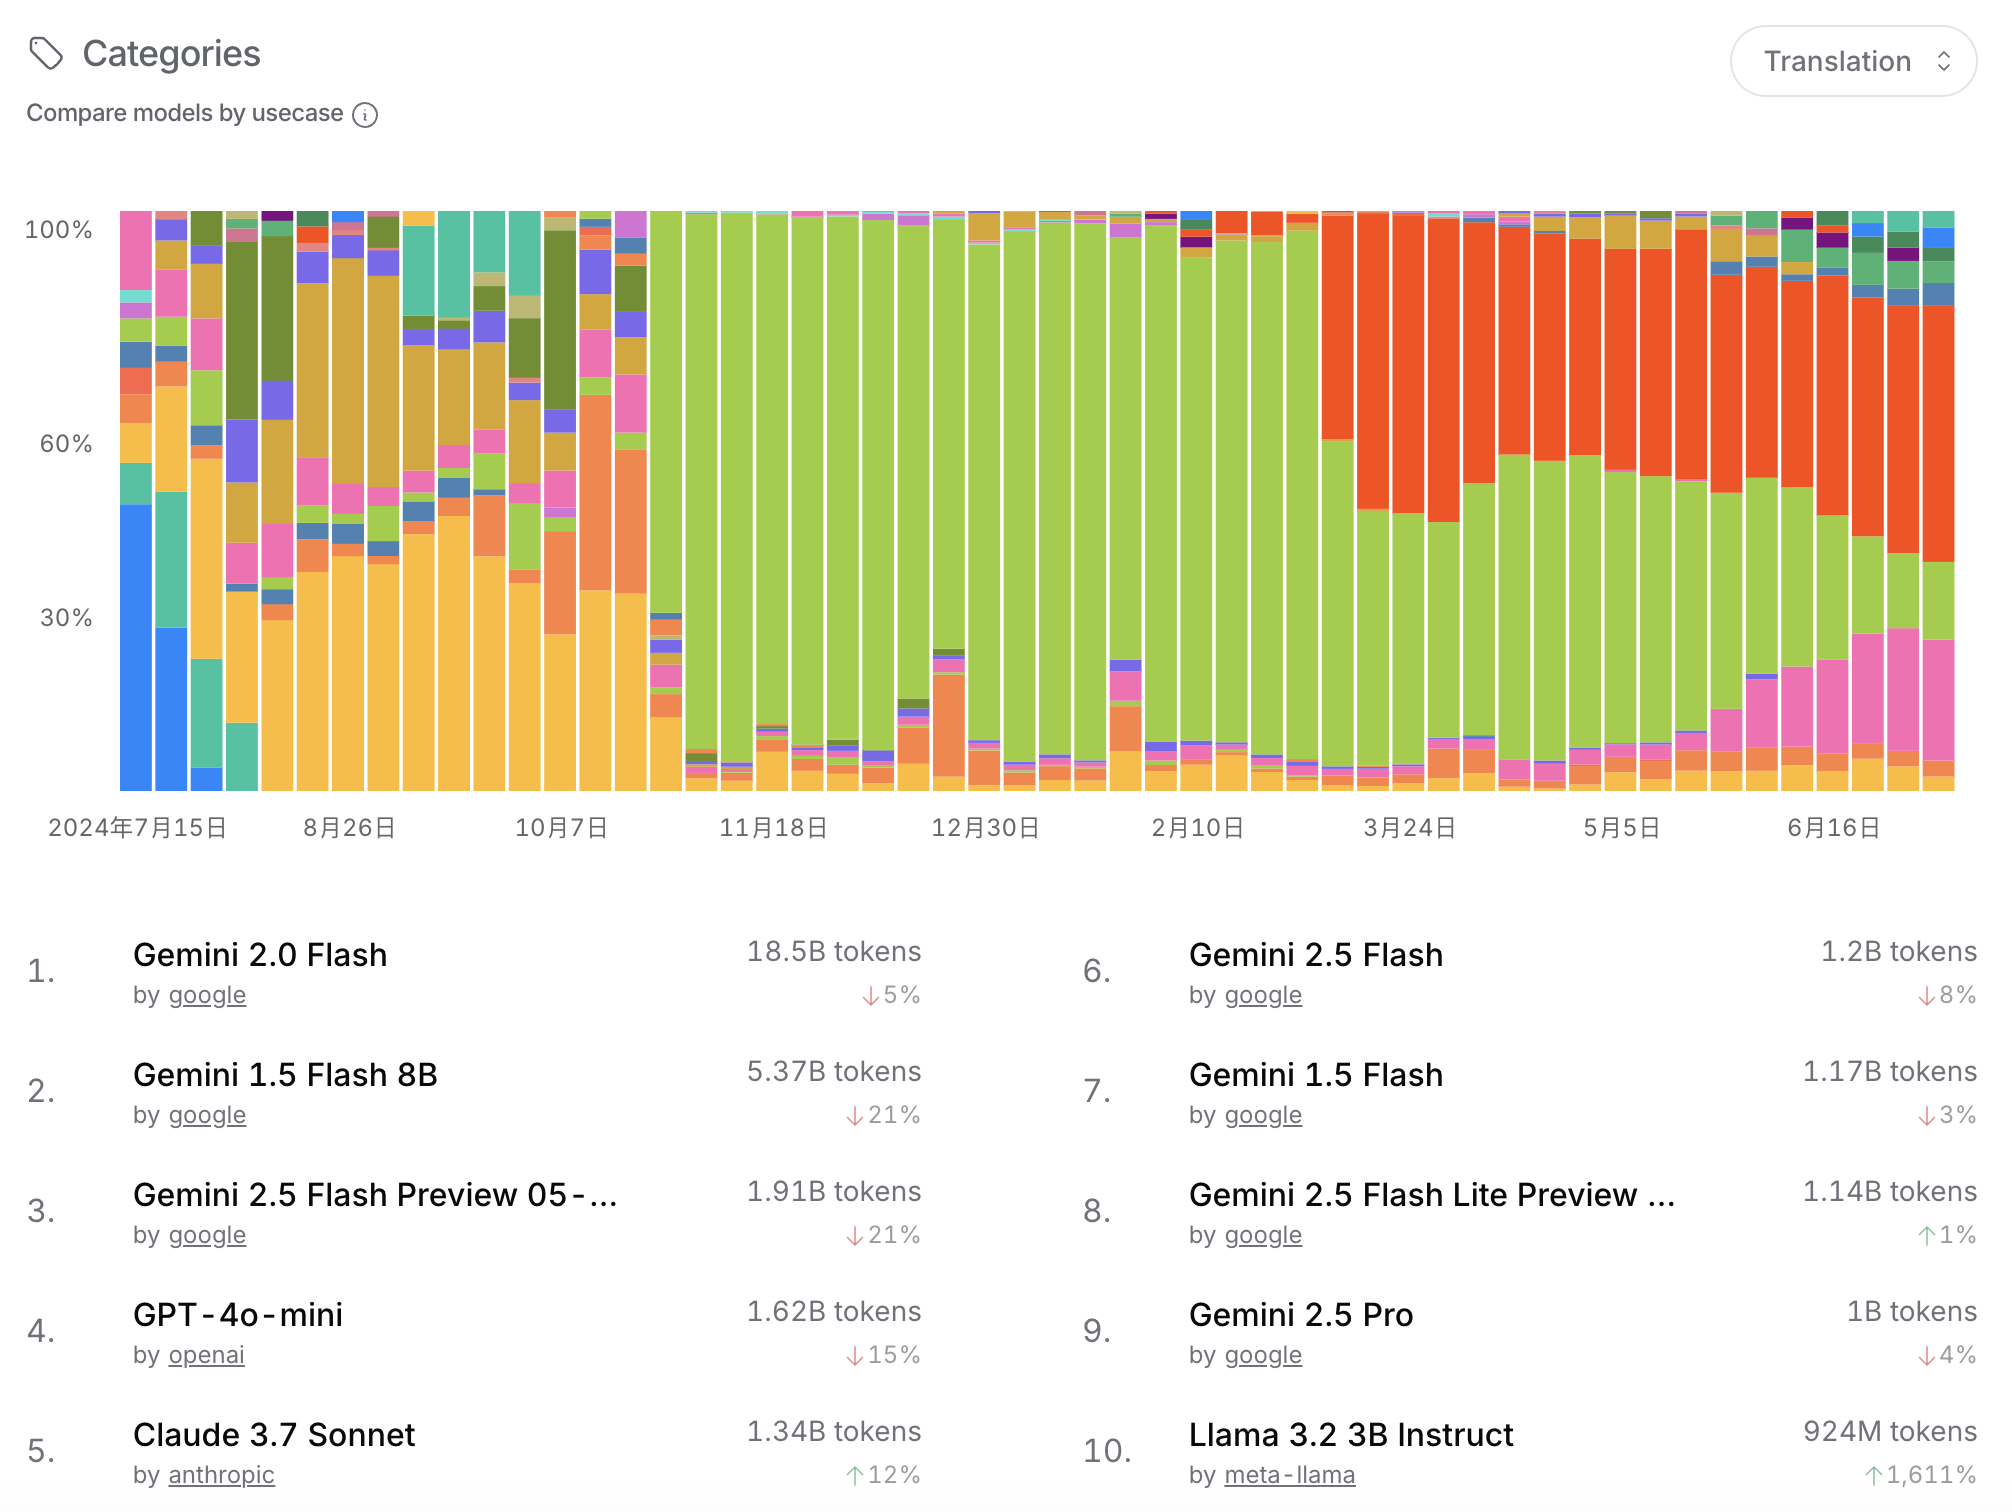 Categories
Translation
Compare models by usecase
100%
60%
30%
2024年7月15日
8月26日
10月7日
11月18日
12月30日
2月10日
3月24日
5月5日
6月16日
1.
Gemini 2.0 Flash
18.5B tokens
by google
↓5%
2.
Gemini 1.5 Flash 8B
5.37B tokens
by google
↓21%
3.
Gemini 2.5 Flash Preview 05-...
1.91B tokens
by google
↓21%
4.
GPT-4o-mini
1.62B tokens
by openai
↓15%
5.
Claude 3.7 Sonnet
1.34B tokens
by anthropic
↑12%
6.
Gemini 2.5 Flash
1.2B tokens
by google
↓8%
7.
Gemini 1.5 Flash
1.17B tokens
by google
↓3%
8.
Gemini 2.5 Flash Lite Preview ...
1.14B tokens
by google
↑1%
9.
Gemini 2.5 Pro
1B tokens
by google
↓4%
10.
Llama 3.2 3B Instruct
924M tokens
by meta-llama
↑1,611%